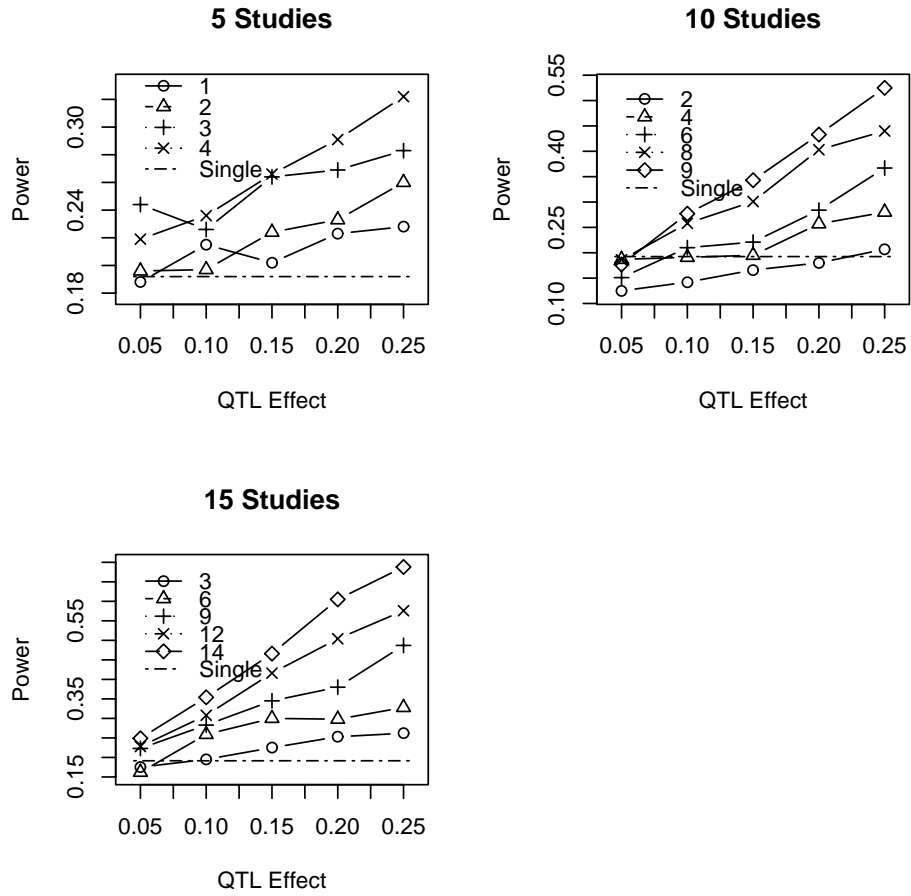 5 Studies
1
2
3
4
Single
0.18 0.24 0.30
Power
0.05 0.10 0.15 0.20 0.25
QTL Effect
10 Studies
2
4
6
8
9
Single
0.10 0.25 0.40 0.55
Power
0.05 0.10 0.15 0.20 0.25
QTL Effect
15 Studies
3
6
9
12
14
Single
0.15 0.35 0.55
Power
0.05 0.10 0.15 0.20 0.25
QTL Effect